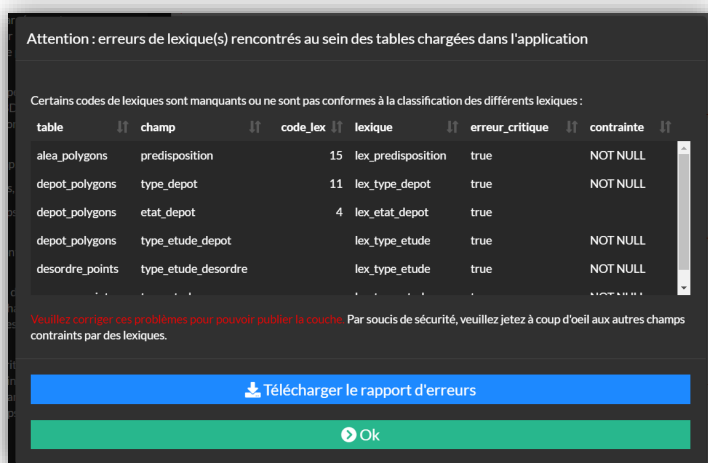 Attention : erreurs de lexique(s) rencontrés au sein des tables chargées dans l'application
Certains codes de lexiques sont manquants ou ne sont pas conformes à la classification des différents lexiques :
table champ code_lex lexique erreur_critique contrainte
alea_polygons predisposition 15 lex_predisposition true NOT NULL
depot_polygons type_depot 11 lex_type_depot true NOT NULL
depot_polygons etat_depot 4 lex_etat_depot true
depot_polygons type_etude_depot lex_type_etude true NOT NULL
desordre_points type_etude_desordre lex_type_etude true NOT NULL
Veuillez corriger ces problèmes pour pouvoir publier la couche. Par soucis de sécurité, veuillez jetez à coup d'oeil aux autres champs
contraints par des lexiques.
Télécharger le rapport d'erreurs
Ok